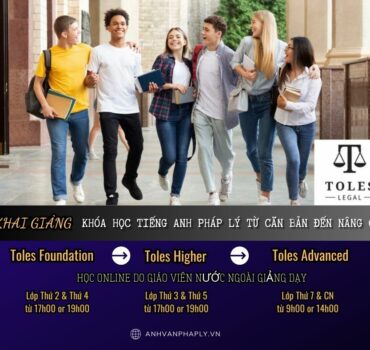 TOLES
LEGAL
KHAI GIẢNG KHÓA HỌC TIẾNG ANH PHÁP LÝ TỪ CĂN BẢN ĐẾN NÂNG
Toles Foundation Toles Higher Toles Advanced
HỌC ONLINE DO GIÁO VIÊN NƯỚC NGOÀI GIẢNG DẠY
Lớp Thứ 2 & Thứ 4 Lớp Thứ 3 & Thứ 5 Lớp Thứ 7 & CN
từ 17h00 or 19h00 từ 17h00 or 19h00 từ 9h00 or 14h00
ANHVANPHAPLY.VN